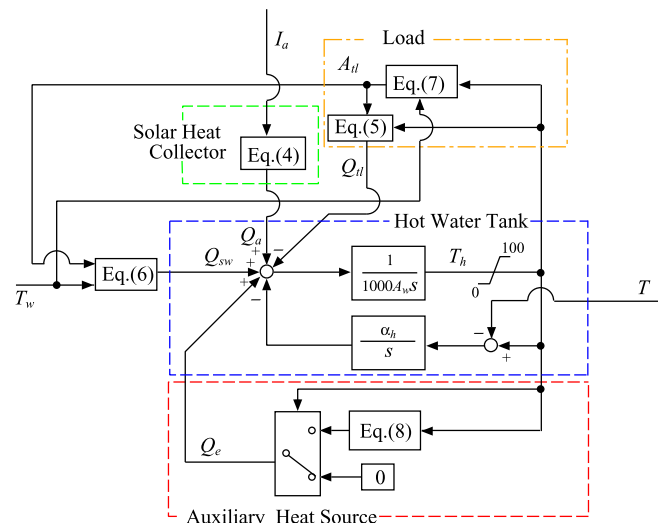 I_a
Load
A_tl
Eq.(7)
Solar Heat
Collector
Eq.(4)
Eq.(5)
Q_tl
Hot Water Tank
Q_a
−
+
+
Q_sw
+
−
Eq.(6)
T_w
1
1000A_w s
T_h
100
0
T
α_h
s
−
+
Q_e
Eq.(8)
0
Auxiliary Heat Source